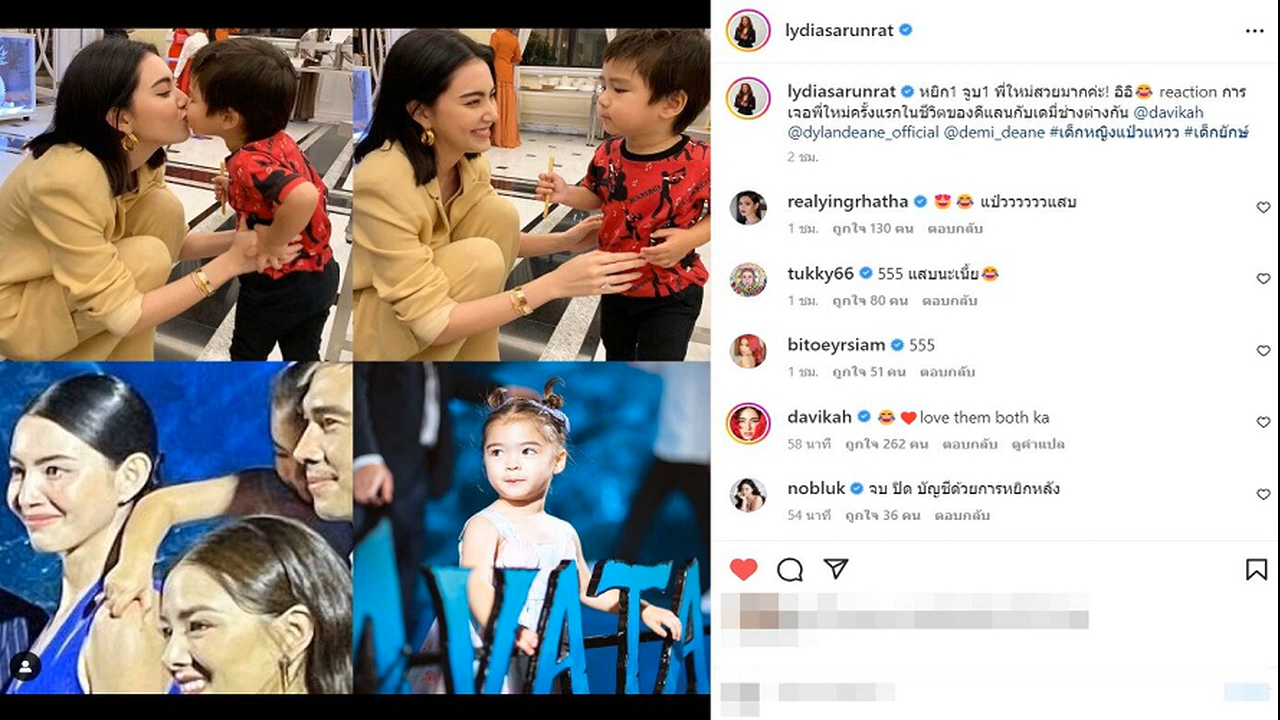 lydiasarunrat
lydiasarunrat หยิก1 จูบ1 พี่ใหม่สวยมากค่ะ! อิอิ😂 reaction การ
เจอพี่ใหม่ครั้งแรกในชีวิตของดีแลนกับเดมี่ช่างต่างกัน @davikah
@dylandeane_official @demi_deane #เด็กหญิงแป๋วแหวว #เด็กยักษ์
2 ชม.
realyingrhatha 😍 😂 แป๋วววววแสบ
1 ชม. ถูกใจ 130 คน ตอบกลับ
tukky66 555 แสบนะเนี้ย😂
1 ชม. ถูกใจ 80 คน ตอบกลับ
bitoeyrsiam 555
1 ชม. ถูกใจ 51 คน ตอบกลับ
davikah 😂 ❤️love them both ka
58 นาที ถูกใจ 262 คน ตอบกลับ ดูคำแปล
nobluk จบ ปิด บัญชีด้วยการหยิกหลัง
54 นาที ถูกใจ 36 คน ตอบกลับ
AVATA